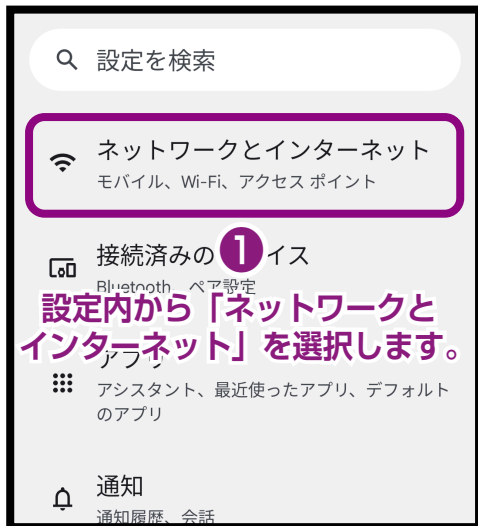 設定を検索
ネットワークとインターネット
モバイル、Wi-Fi、アクセス ポイント
接続済みの
イス
❶
Bluetooth、ペア設定
設定内から「ネットワークと
インターネット」を選択します。
アプリ
アシスタント、最近使ったアプリ、デフォルト
のアプリ
通知
通知履歴、会話